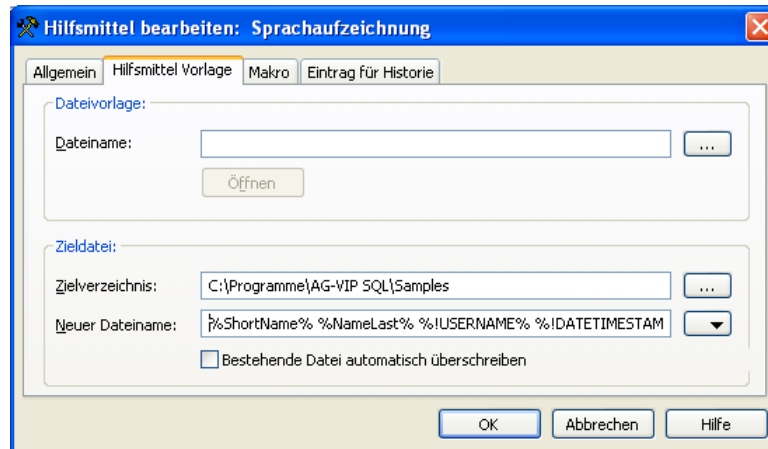 Hilfsmittel bearbeiten: Sprachaufzeichnung
Allgemein Hilfsmittel Vorlage Makro Eintrag für Historie
Dateivorlage:
Dateiname: ...
Öffnen
Zieldatei:
Zielverzeichnis: C:\Programme\AG-VIP SQL\Samples ...
Neuer Dateiname: %ShortName% %NameLast% %!USERNAME% %!DATETIMESTAM
Bestehende Datei automatisch überschreiben
OK Abbrechen Hilfe